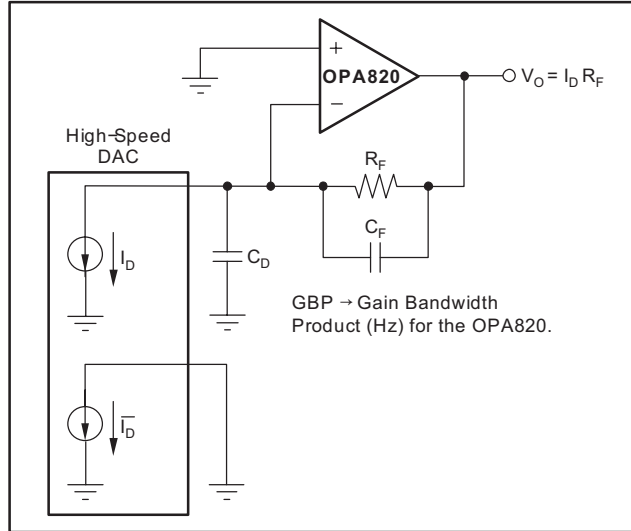 +
OPA820
−
V_O = I_D R_F
High-Speed
DAC
R_F
C_F
I_D
C_D
GBP → Gain Bandwidth
Product (Hz) for the OPA820.
I̅_D